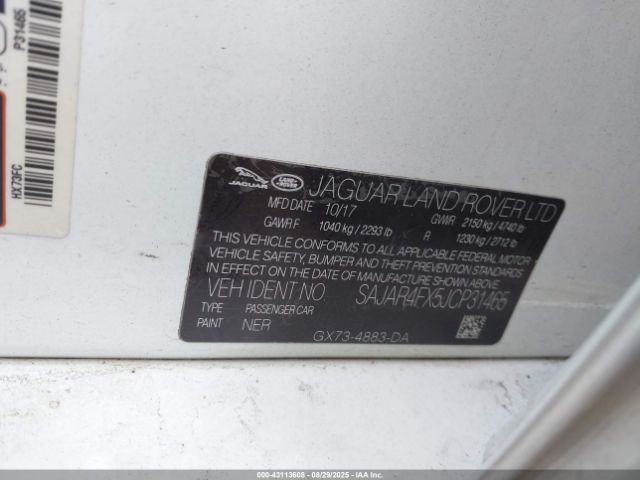 P31465
HX73FC
JAGUAR LAND-ROVER JAGUAR LAND ROVER LTD
MFD DATE 10/17 GVWR 2150 kg / 4740 lb
GAWR F 1040 kg / 2293 lb R 1230 kg / 2712 lb
THIS VEHICLE CONFORMS TO ALL APPLICABLE FEDERAL MOTOR
VEHICLE SAFETY, BUMPER AND THEFT PREVENTION STANDARDS
IN EFFECT ON THE DATE OF MANUFACTURE SHOWN ABOVE.
VEH IDENT NO. SAJAR4FX5JCP31465
TYPE PASSENGER CAR
PAINT NER
GX73-4883-DA
000-43113608 - 08/29/2025 - IAAI.COM